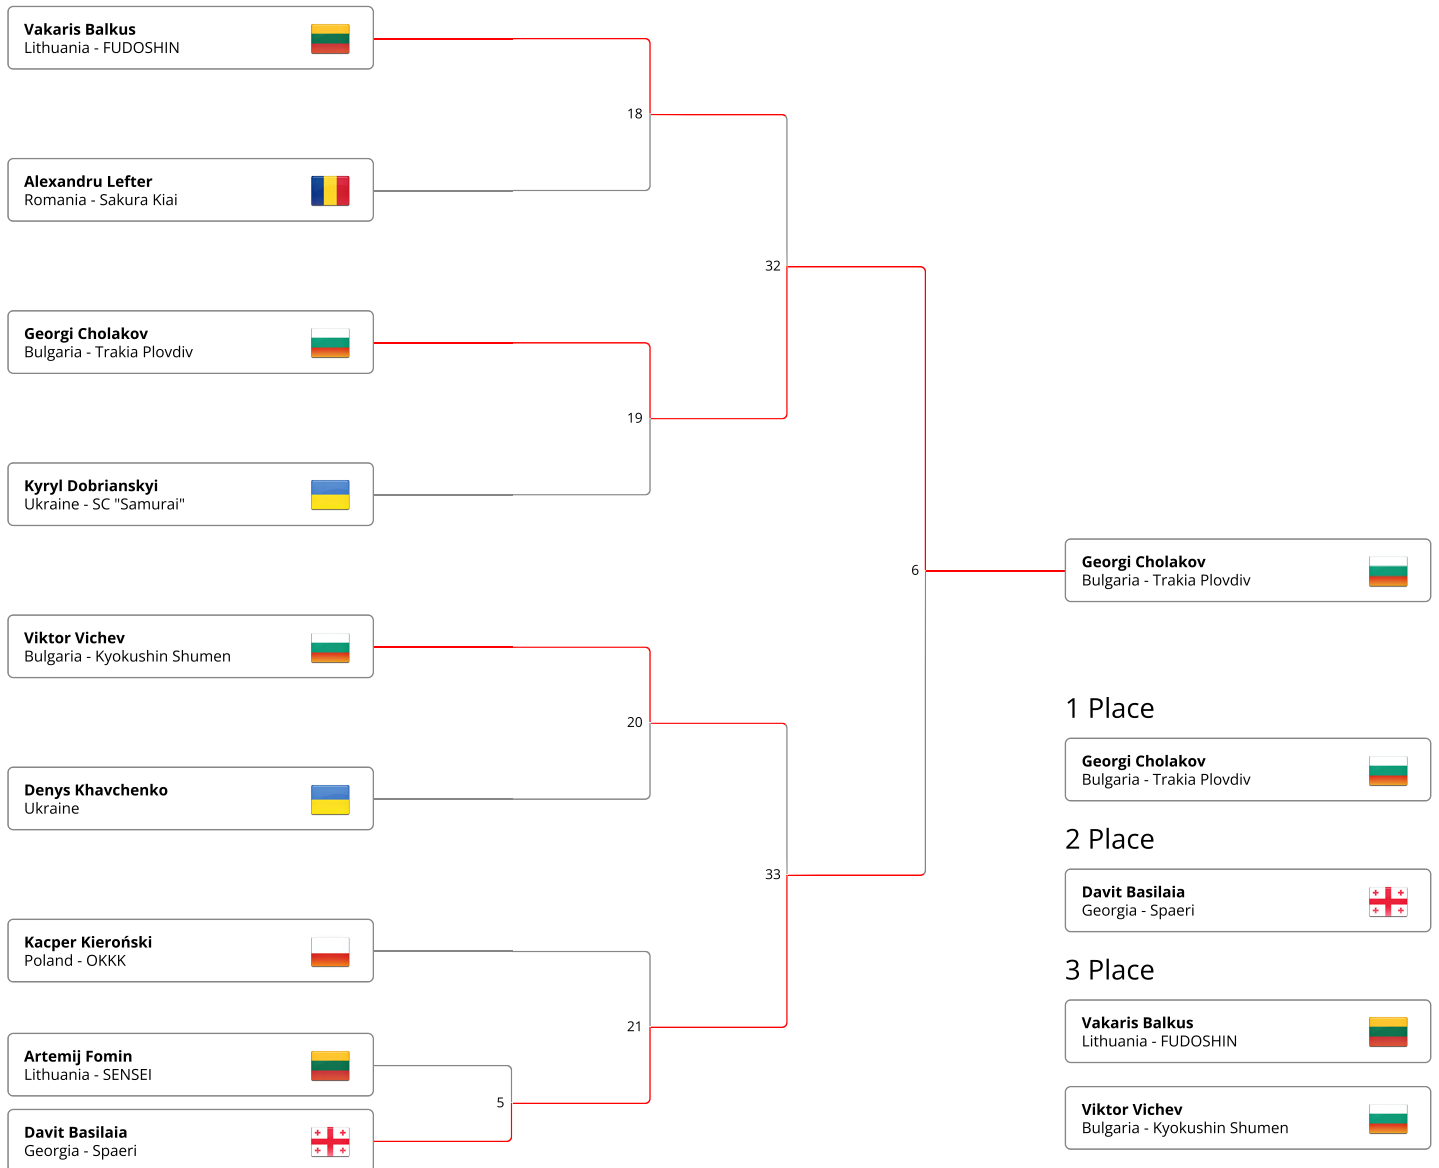 Vakaris Balkus
Lithuania - FUDOSHIN
18
Alexandru Lefter
Romania - Sakura Kiai
32
Georgi Cholakov
Bulgaria - Trakia Plovdiv
19
Kyryl Dobrianskyi
Ukraine - SC "Samurai"
6
Georgi Cholakov
Bulgaria - Trakia Plovdiv
Viktor Vichev
Bulgaria - Kyokushin Shumen
20
Denys Khavchenko
Ukraine
33
Kacper Kieroński
Poland - OKKK
21
Artemij Fomin
Lithuania - SENSEI
5
Davit Basilaia
Georgia - Spaeri
1 Place
Georgi Cholakov
Bulgaria - Trakia Plovdiv
2 Place
Davit Basilaia
Georgia - Spaeri
3 Place
Vakaris Balkus
Lithuania - FUDOSHIN
Viktor Vichev
Bulgaria - Kyokushin Shumen